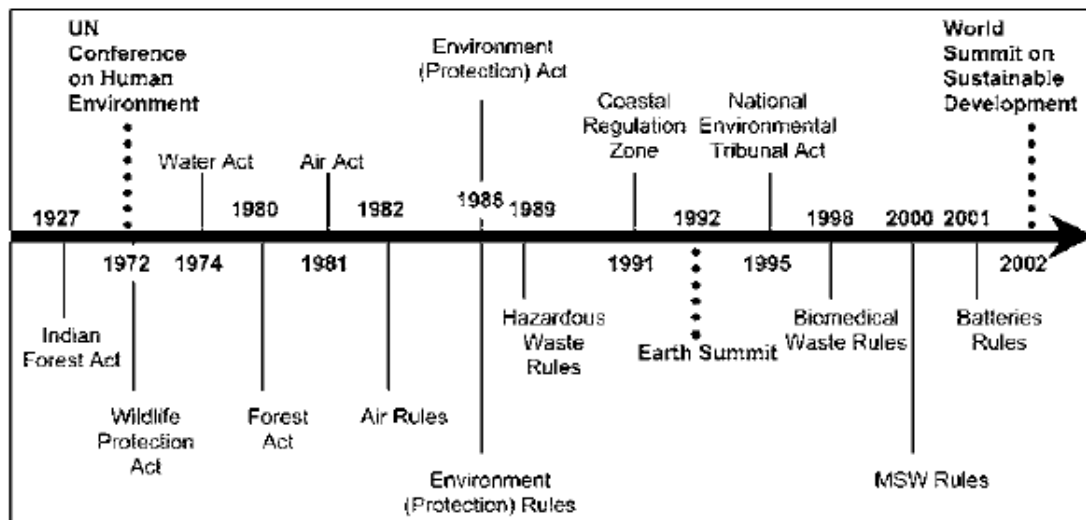 UN
Conference
on Human
Environment
Environment
(Protection) Act
World
Summit on
Sustainable
Development
Coastal
Regulation
Zone
National
Environmental
Tribunal Act
Water Act
Air Act
1927
1980
1982
1986
1989
1992
1998
2000
2001
1972
1974
1981
1991
1995
2002
Indian
Forest Act
Hazardous
Waste
Rules
Earth Summit
Biomedical
Waste Rules
Batteries
Rules
Wildlife
Protection
Act
Forest
Act
Air Rules
Environment
(Protection) Rules
MSW Rules